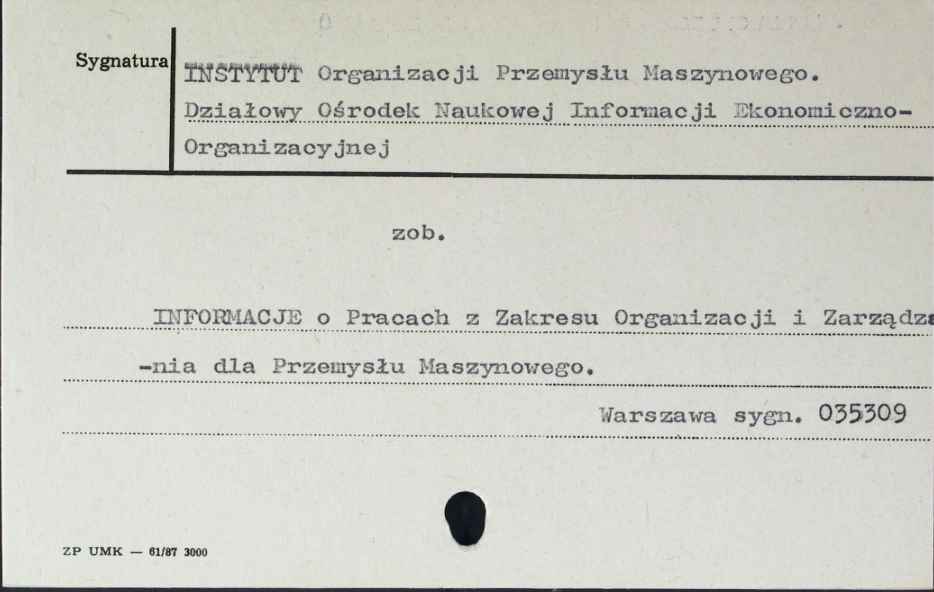 Sygnatura
INSTYTUT Organizacji Przemysłu Maszynowego.
Działowy Ośrodek Naukowej Informacji Ekonomiczno-
Organizacyjnej
zob.
INFORMACJE o Pracach z Zakresu Organizacji i Zarządza
-nia dla Przemysłu Maszynowego.
Warszawa sygn. 035309
ZP UMK — 61/87 3000